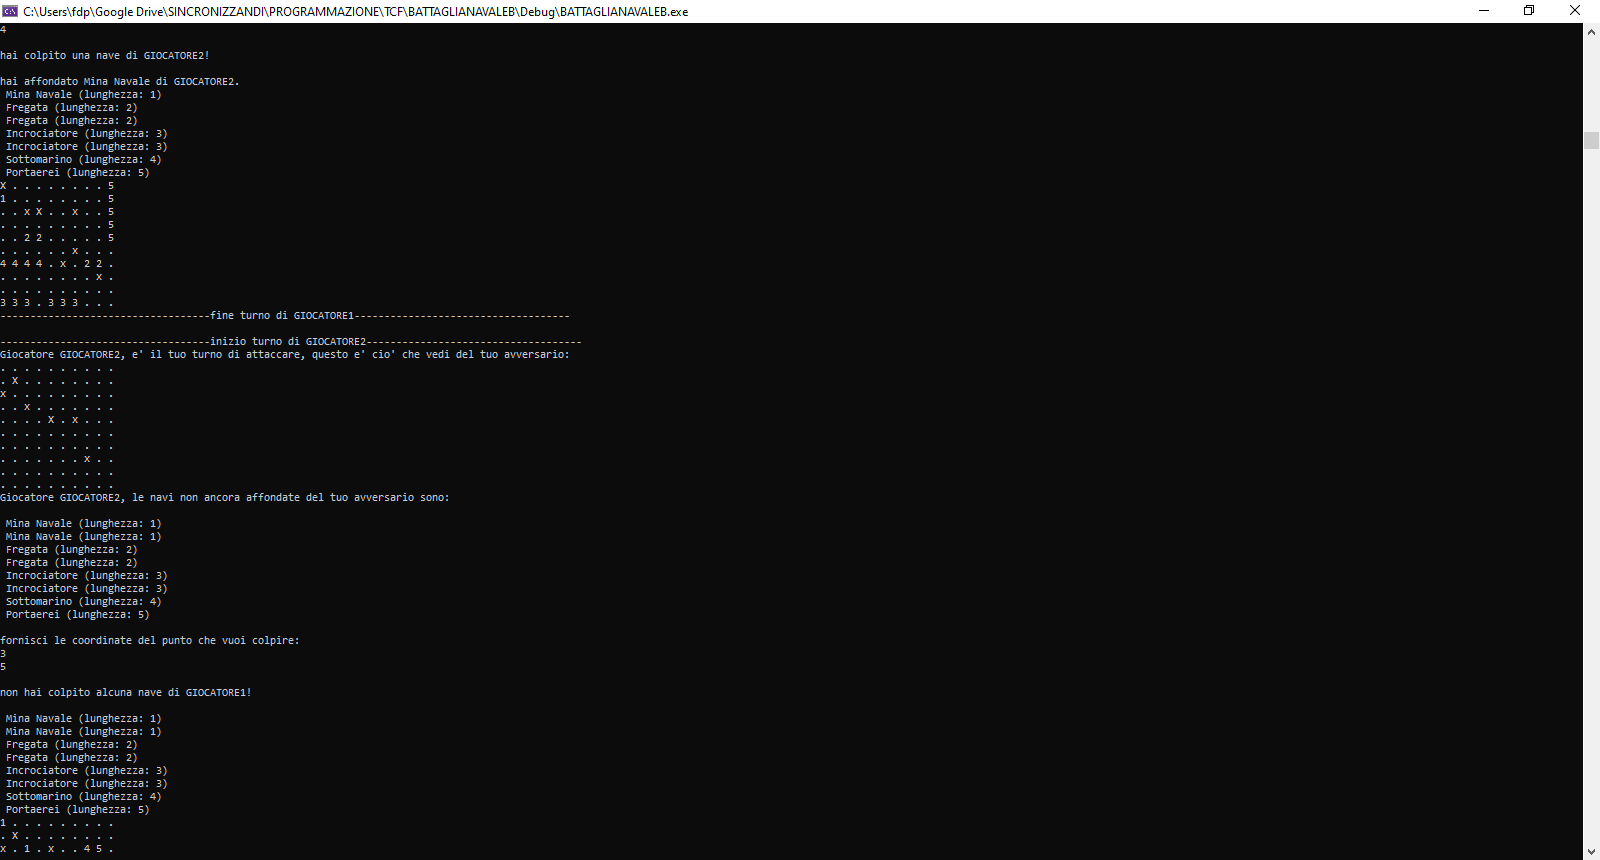 C:\Users\fdp\Google Drive\SINCRONIZZANDI\PROGRAMMAZIONE\TCF\BATTAGLIANAVALEB\Debug\BATTAGLIANAVALEB.exe
4
hai colpito una nave di GIOCATORE2!
hai affondato Mina Navale di GIOCATORE2.
Mina Navale (lunghezza: 1)
Fregata (lunghezza: 2)
Fregata (lunghezza: 2)
Incrociatore (lunghezza: 3)
Incrociatore (lunghezza: 3)
Sottomarino (lunghezza: 4)
Portaerei (lunghezza: 5)
X . . . . . . . . 5
1 . . . . . . . . 5
. . x X . . x . . 5
. . . . . . . . . 5
. . 2 2 . . . . . 5
. . . . . . x . . .
4 4 4 4 . x . 2 2 .
. . . . . . . . x .
. . . . . . . . . .
3 3 3 . 3 3 3 . . .
-----------------------------------fine turno di GIOCATORE1------------------------------------
-----------------------------------inizio turno di GIOCATORE2------------------------------------
Giocatore GIOCATORE2, e' il tuo turno di attaccare, questo e' cio' che vedi del tuo avversario:
. . . . . . . . . .
. X . . . . . . . .
x . . . . . . . . .
. . x . . . . . . .
. . . . X . x . . .
. . . . . . . . . .
. . . . . . . . . .
. . . . . . . x . .
. . . . . . . . . .
. . . . . . . . . .
Giocatore GIOCATORE2, le navi non ancora affondate del tuo avversario sono:
Mina Navale (lunghezza: 1)
Mina Navale (lunghezza: 1)
Fregata (lunghezza: 2)
Fregata (lunghezza: 2)
Incrociatore (lunghezza: 3)
Incrociatore (lunghezza: 3)
Sottomarino (lunghezza: 4)
Portaerei (lunghezza: 5)
fornisci le coordinate del punto che vuoi colpire:
3
5
non hai colpito alcuna nave di GIOCATORE1!
Mina Navale (lunghezza: 1)
Mina Navale (lunghezza: 1)
Fregata (lunghezza: 2)
Fregata (lunghezza: 2)
Incrociatore (lunghezza: 3)
Incrociatore (lunghezza: 3)
Sottomarino (lunghezza: 4)
Portaerei (lunghezza: 5)
1 . . . . . . . . .
. X . . . . . . . .
x . 1 . x . . 4 5 .